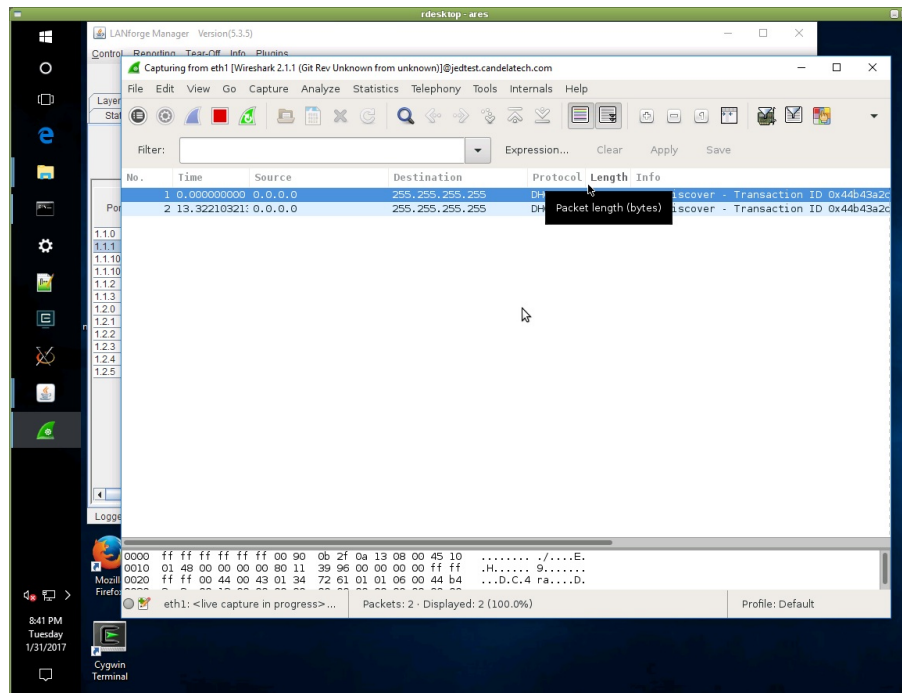 rdesktop - ares
LANforge Manager Version(5.3.5)
Control Reporting Tear-Off Info Plugins
Capturing from eth1 [Wireshark 2.1.1 (Git Rev Unknown from unknown)]@jedtest.candelatech.com
File Edit View Go Capture Analyze Statistics Telephony Tools Internals Help
Layer
Stat
Filter:
Expression...
Clear
Apply
Save
No. Time Source Destination Protocol Length Info
1 0.000000000 0.0.0.0 255.255.255.255 DH iscover - Transaction ID 0x44b43a2c
2 13.32210321 0.0.0.0 255.255.255.255 DH iscover - Transaction ID 0x44b43a2c
Packet length (bytes)
Por
1.1.0
1.1.1
1.1.10
1.1.10
1.1.2
1.1.3
1.2.0
1.2.1
1.2.2
1.2.3
1.2.4
1.2.5
Logge
0000 ff ff ff ff ff ff 00 90 0b 2f 0a 13 08 00 45 10 ........ ./....E.
0010 01 48 00 00 00 00 80 11 39 96 00 00 00 00 ff ff .H...... 9.......
0020 ff ff 00 44 00 43 01 34 72 61 01 01 06 00 44 b4 ...D.C.4 ra....D.
eth1: <live capture in progress>...
Packets: 2 · Displayed: 2 (100.0%)
Profile: Default
Mozill
Firefo
8:41 PM
Tuesday
1/31/2017
Cygwin
Terminal